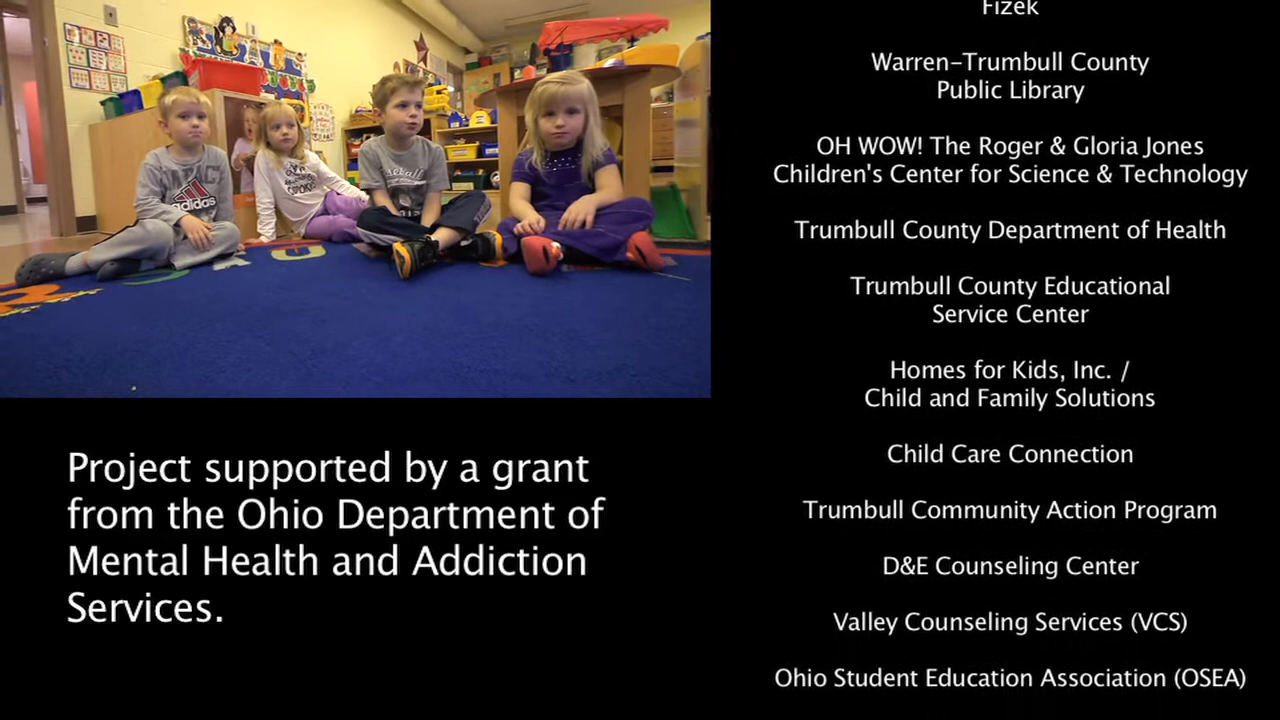 adidas
Project supported by a grant
from the Ohio Department of
Mental Health and Addiction
Services.
Fizek
Warren-Trumbull County
Public Library
OH WOW! The Roger & Gloria Jones
Children's Center for Science & Technology
Trumbull County Department of Health
Trumbull County Educational
Service Center
Homes for Kids, Inc. /
Child and Family Solutions
Child Care Connection
Trumbull Community Action Program
D&E Counseling Center
Valley Counseling Services (VCS)
Ohio Student Education Association (OSEA)